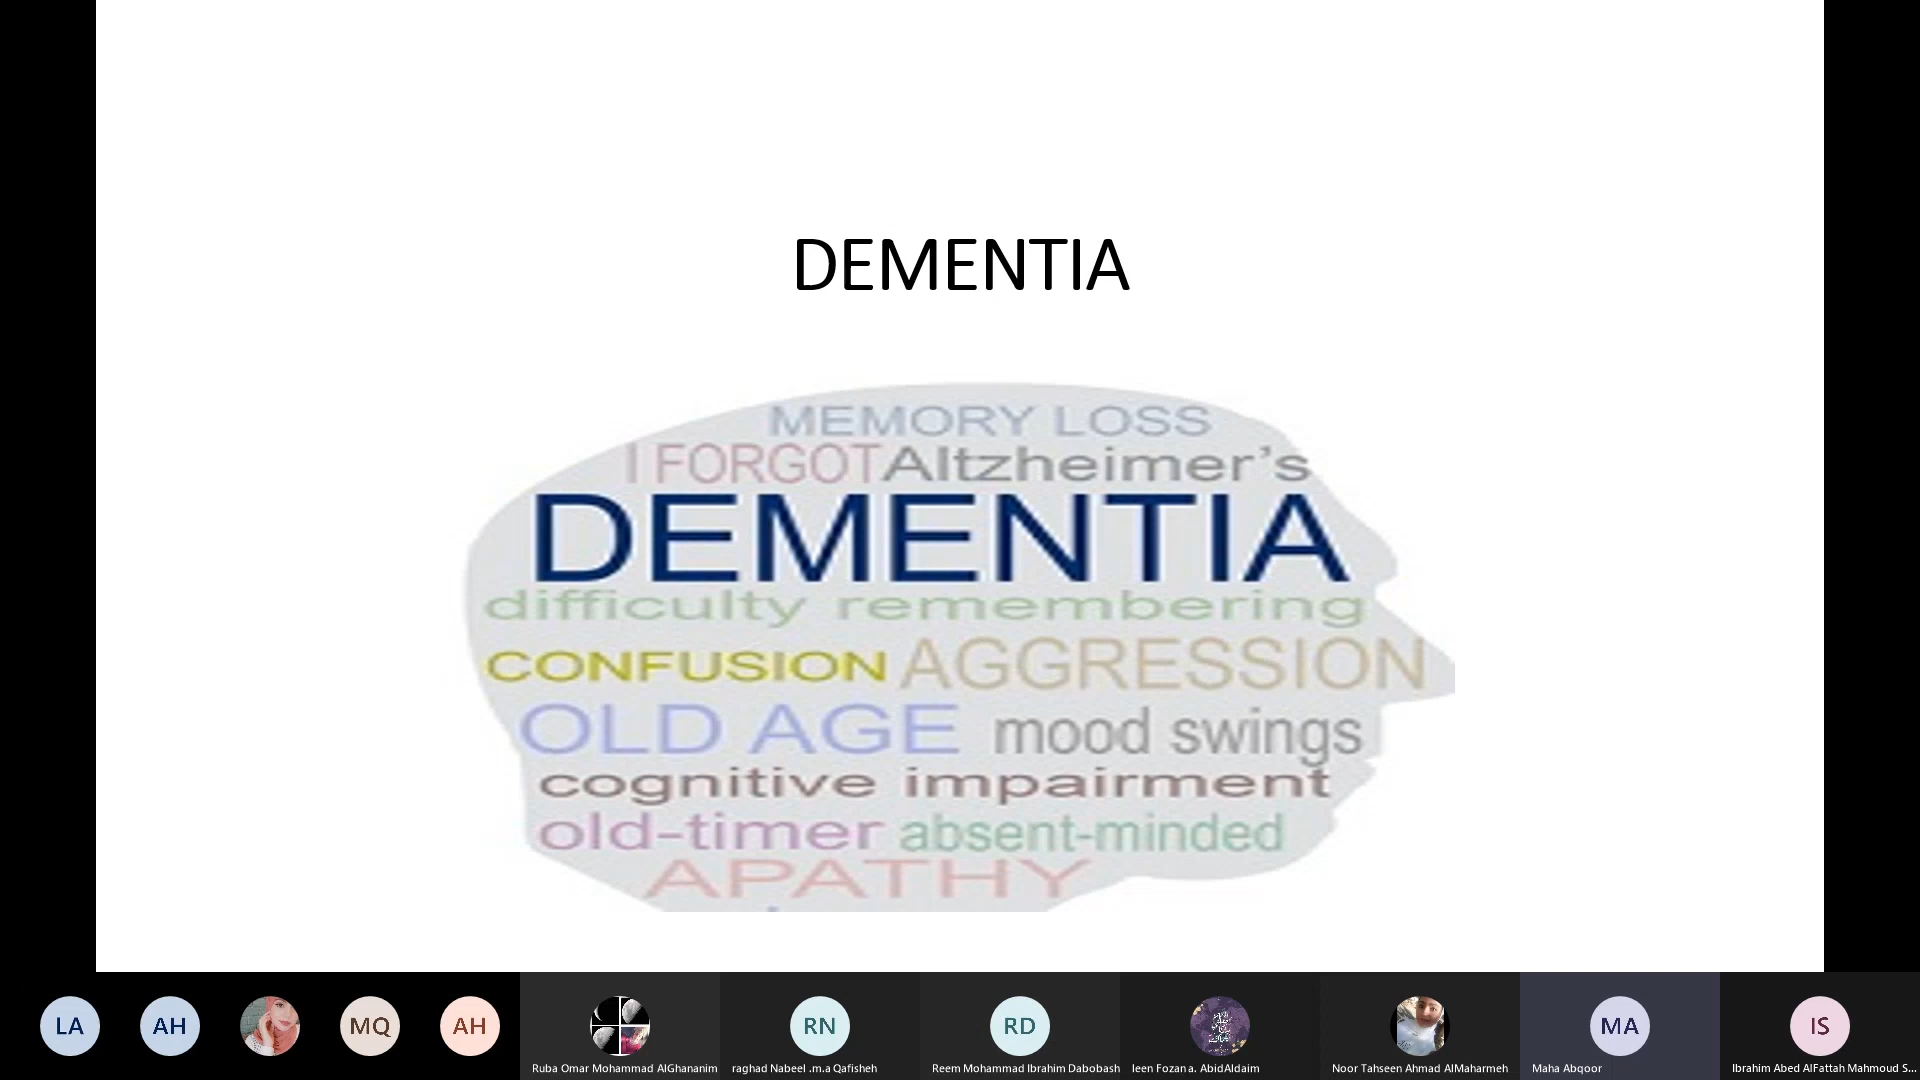 DEMENTIA
MEMORY LOSS
I FORGOT Altzheimer's
DEMENTIA
difficulty remembering
CONFUSION AGGRESSION
OLD AGE mood swings
cognitive impairment
old-timer absent-minded
APATHY
LA AH MQ AH RN RD MA IS
Ruba Omar Mohammad AlGhananim raghad Nabeel .m.a Qafisheh Reem Mohammad Ibrahim Dabobash leen Fozan a. AbidAldaim Noor Tahseen Ahmad AlMaharmeh Maha Abqoor Ibrahim Abed AlFattah Mahmoud S...